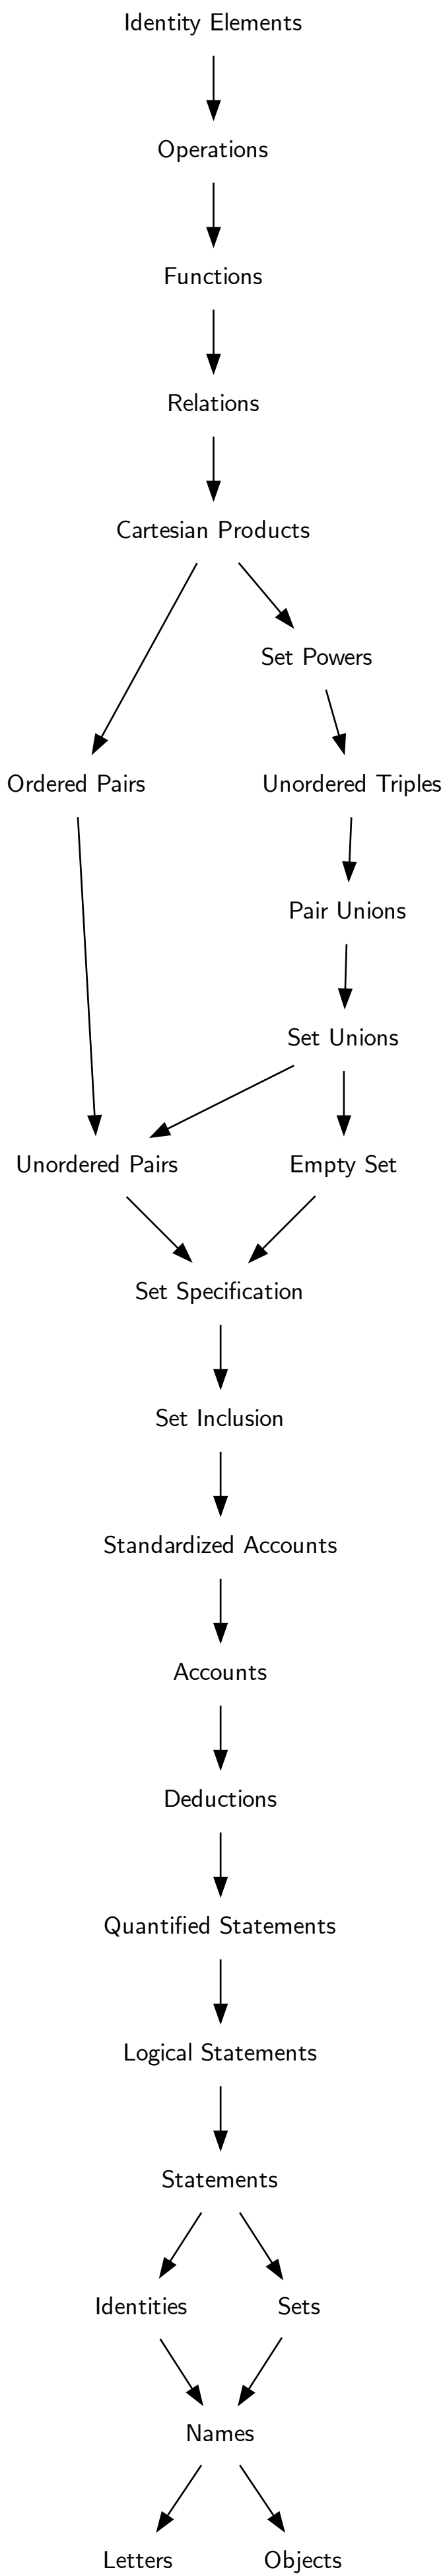 Identity Elements
Operations
Functions
Relations
Cartesian Products
Set Powers
Ordered Pairs
Unordered Triples
Pair Unions
Set Unions
Unordered Pairs
Empty Set
Set Specification
Set Inclusion
Standardized Accounts
Accounts
Deductions
Quantified Statements
Logical Statements
Statements
Identities
Sets
Names
Letters
Objects